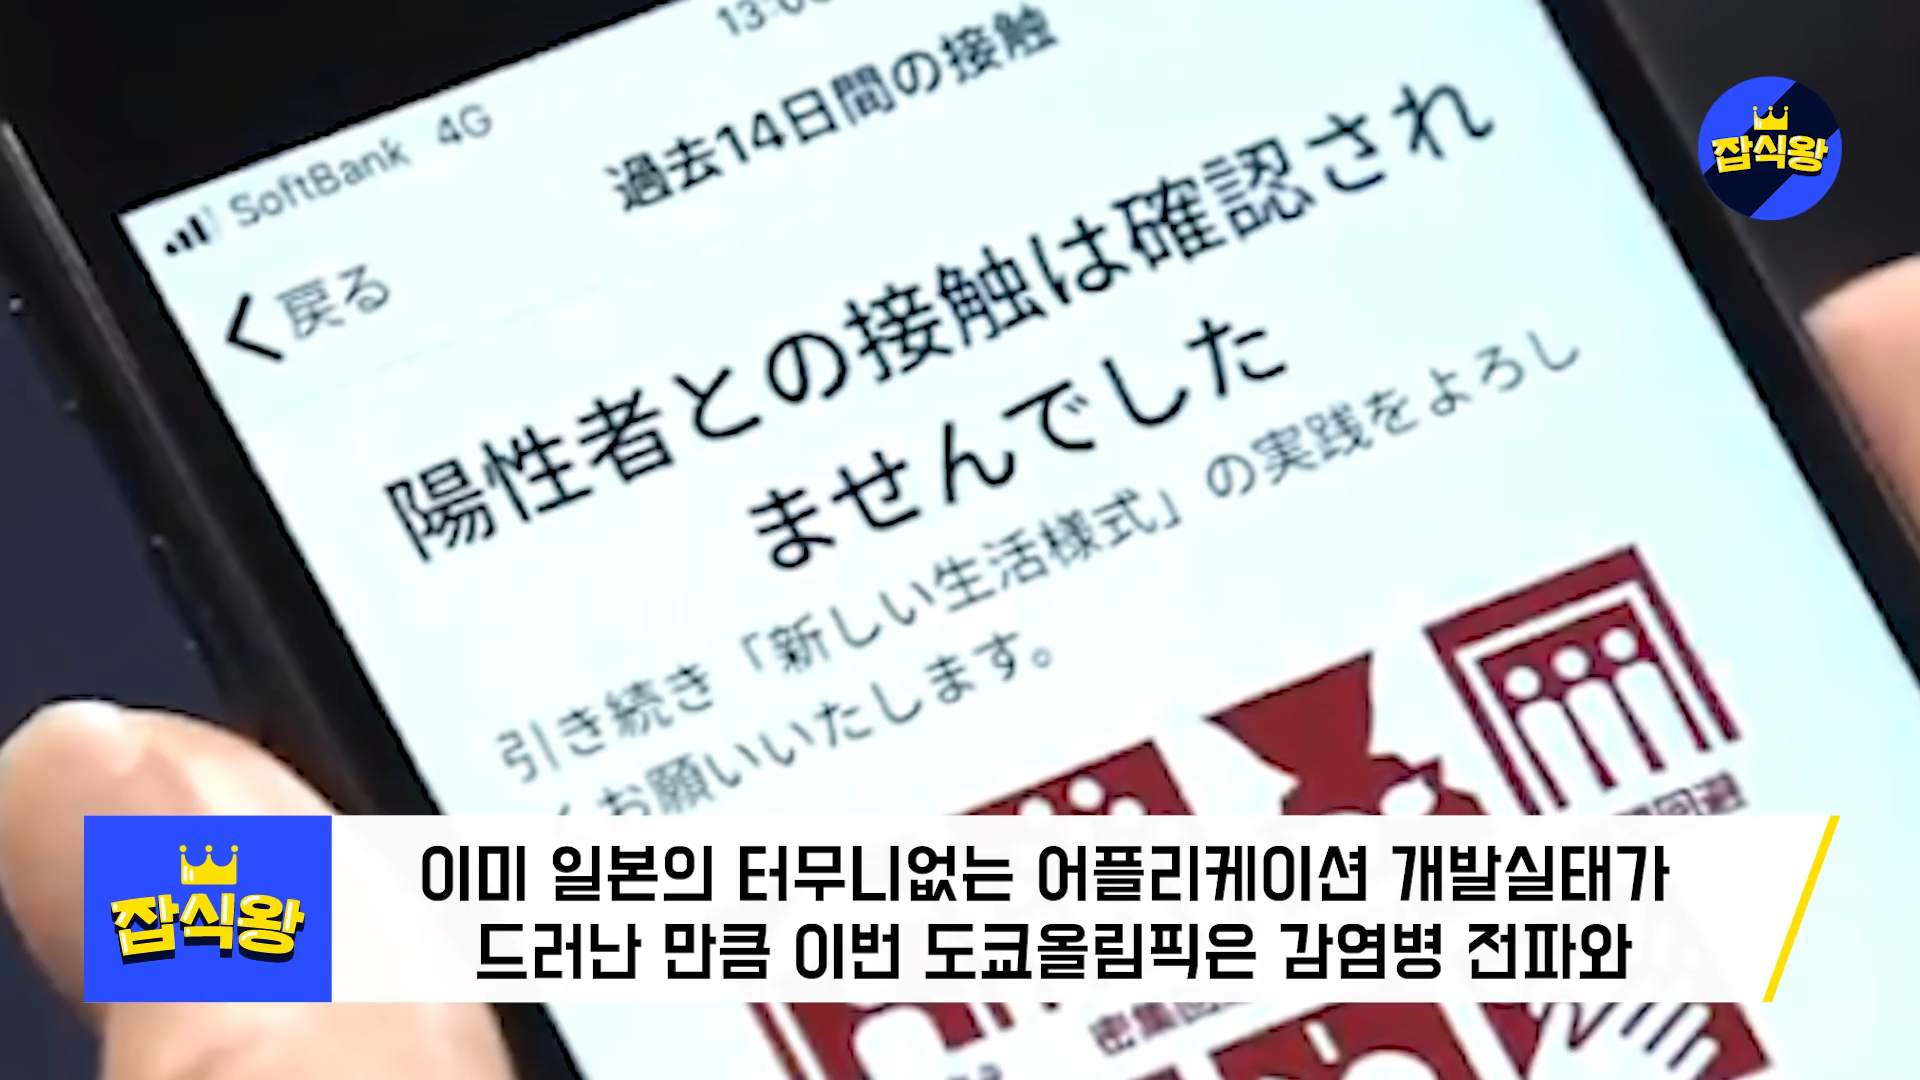 SoftBank 4G
過去14日間の接触
戻る
陽性者との接触は確認され
ませんでした
引き続き「新しい生活様式」の実践をよろし
くお願いいたします。
잡식왕
이미 일본의 터무니없는 어플리케이션 개발실태가
드러난 만큼 이번 도쿄올림픽은 감염병 전파와
잡식왕